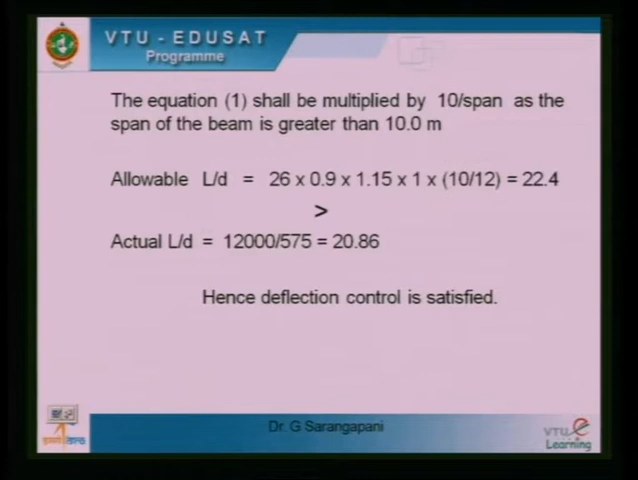 VTU - EDUSAT
Programme
The equation (1) shall be multiplied by 10/span as the
span of the beam is greater than 10.0 m
Allowable L/d = 26 x 0.9 x 1.15 x 1 x (10/12) = 22.4
>
Actual L/d = 12000/575 = 20.86
Hence deflection control is satisfied.
Dr. G Sarangapani
VTU e
Learning